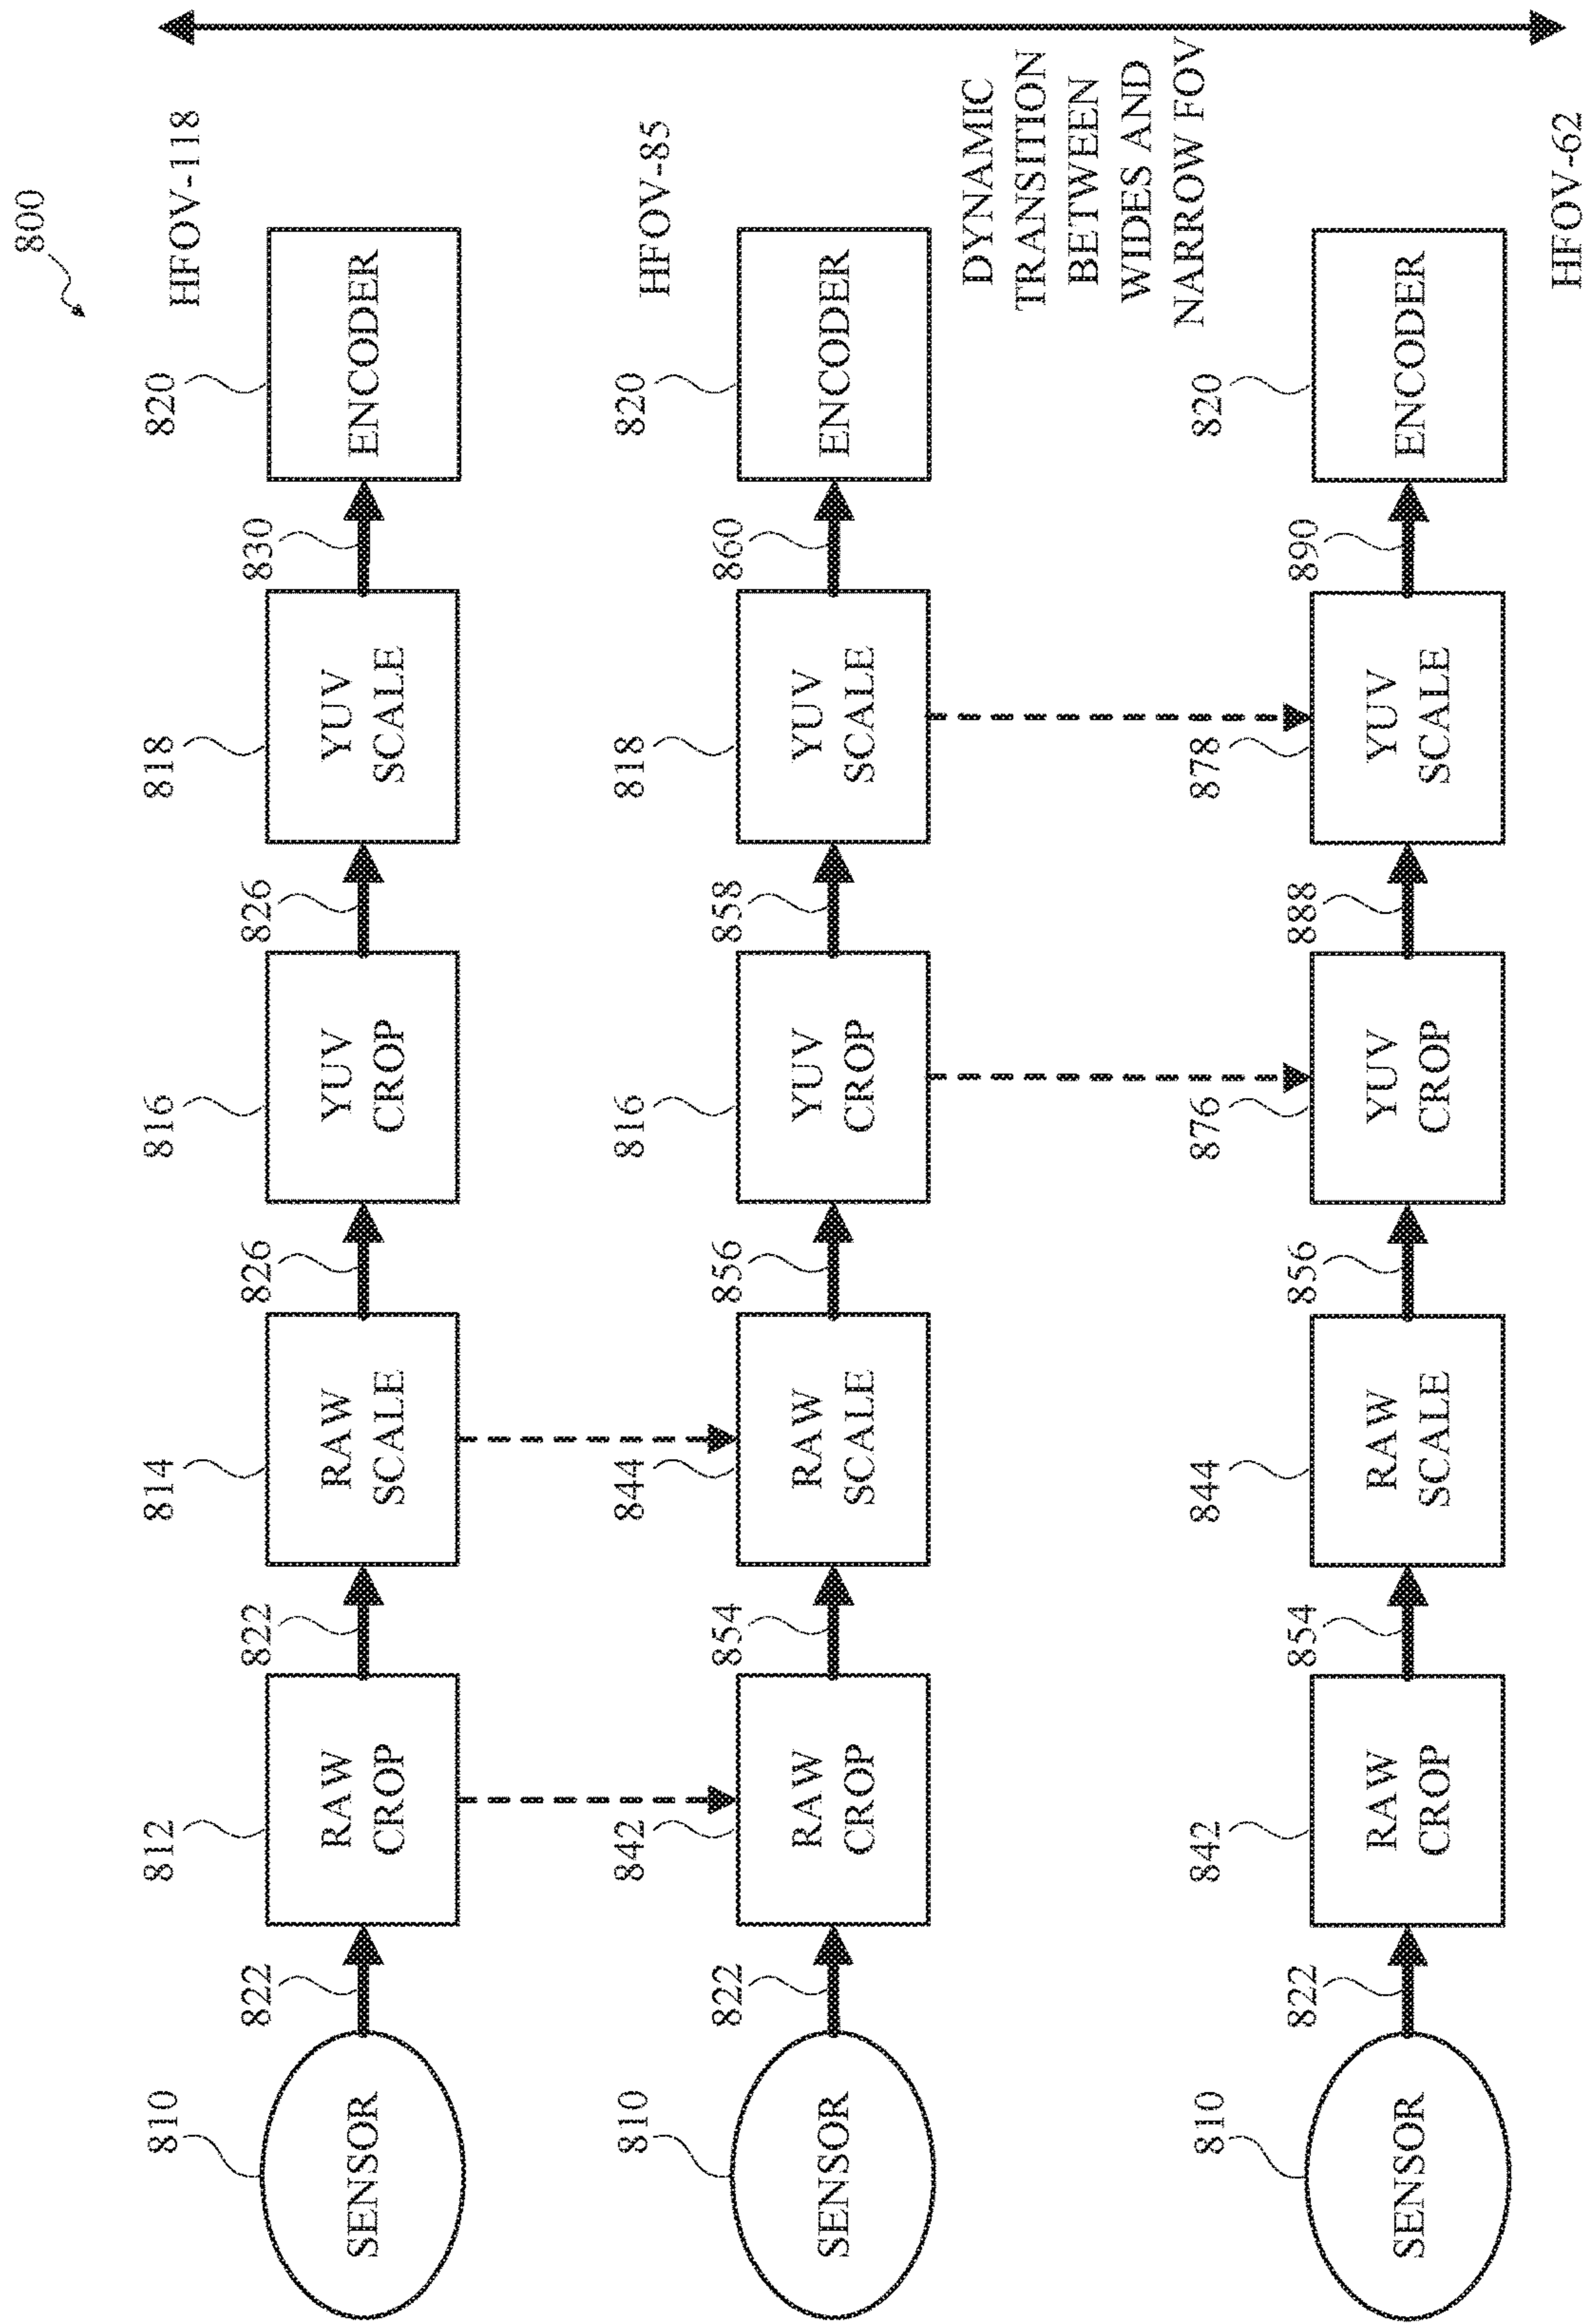 800
HFOV-118
810
SENSOR
822
812
RAW
CROP
822
814
RAW
SCALE
826
816
YUV
CROP
826
818
YUV
SCALE
830
820
ENCODER
HFOV-85
810
SENSOR
822
842
RAW
CROP
854
844
RAW
SCALE
856
816
YUV
CROP
858
818
YUV
SCALE
860
820
ENCODER
DYNAMIC
TRANSITION
BETWEEN
WIDES AND
NARROW FOV
810
SENSOR
822
842
RAW
CROP
854
844
RAW
SCALE
856
876
YUV
CROP
888
878
YUV
SCALE
890
820
ENCODER
HFOV-62